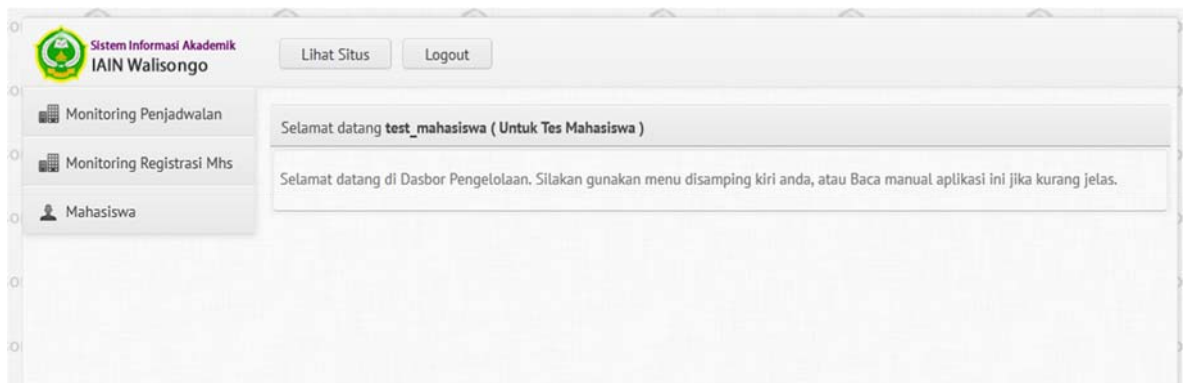 Sistem Informasi Akademik
IAIN Walisongo
Lihat Situs
Logout
Monitoring Penjadwalan
Monitoring Registrasi Mhs
Mahasiswa
Selamat datang test_mahasiswa ( Untuk Tes Mahasiswa )
Selamat datang di Dasbor Pengelolaan. Silakan gunakan menu disamping kiri anda, atau Baca manual aplikasi ini jika kurang jelas.